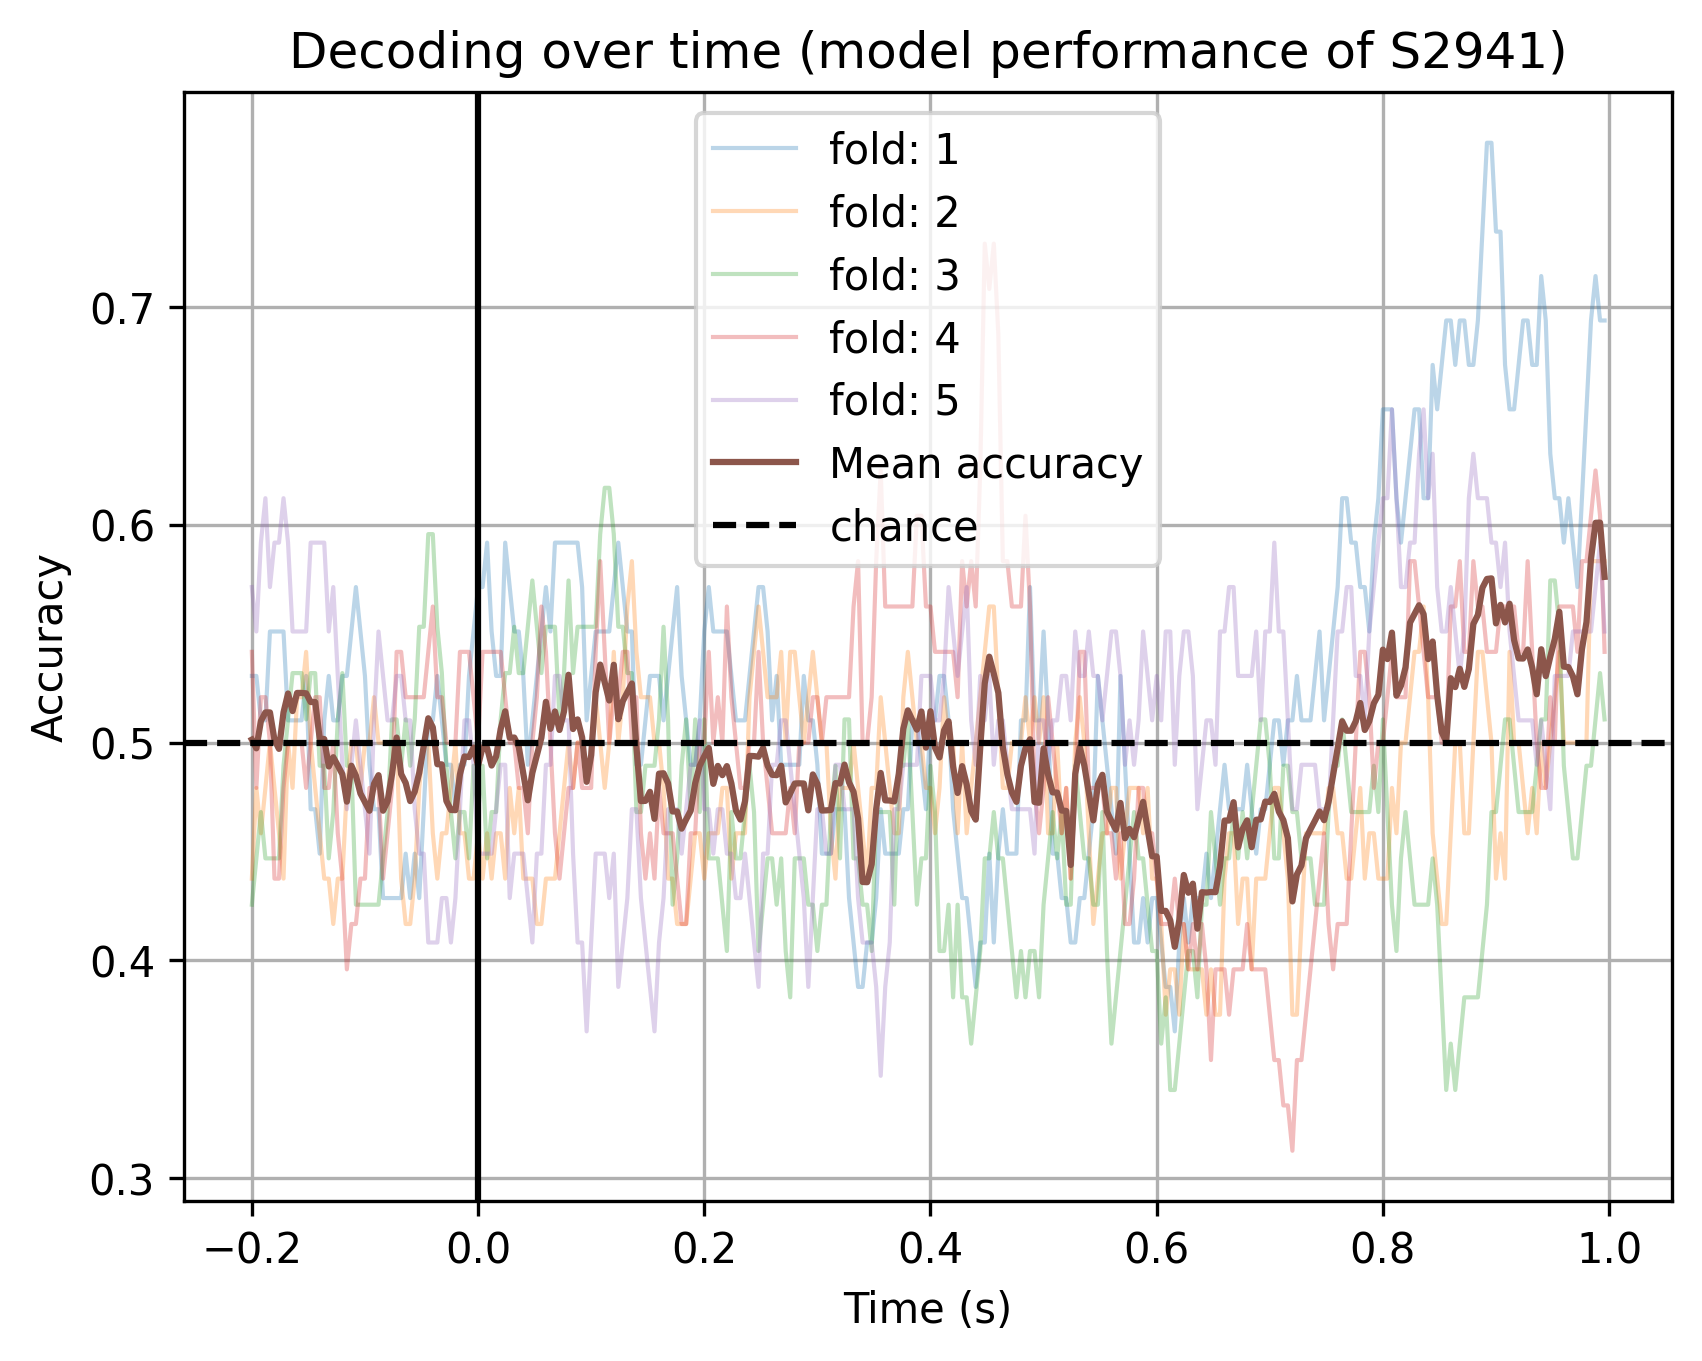 Decoding over time (model performance of S2941)
fold: 1
fold: 2
fold: 3
fold: 4
fold: 5
Mean accuracy
chance
Accuracy
0.7
0.6
0.5
0.4
0.3
−0.2 0.0 0.2 0.4 0.6 0.8 1.0
Time (s)